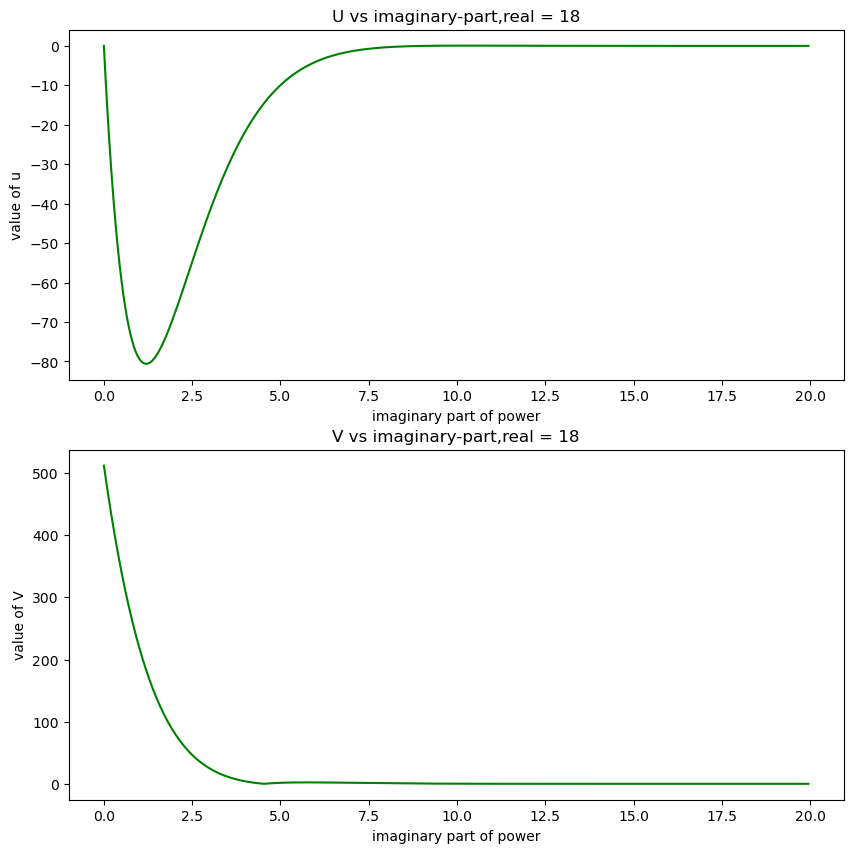 U vs imaginary-part,real = 18
0
−10
−20
−30
−40
−50
−60
−70
−80
value of u
0.0 2.5 5.0 7.5 10.0 12.5 15.0 17.5 20.0
imaginary part of power
V vs imaginary-part,real = 18
500
400
300
200
100
0
value of V
0.0 2.5 5.0 7.5 10.0 12.5 15.0 17.5 20.0
imaginary part of power